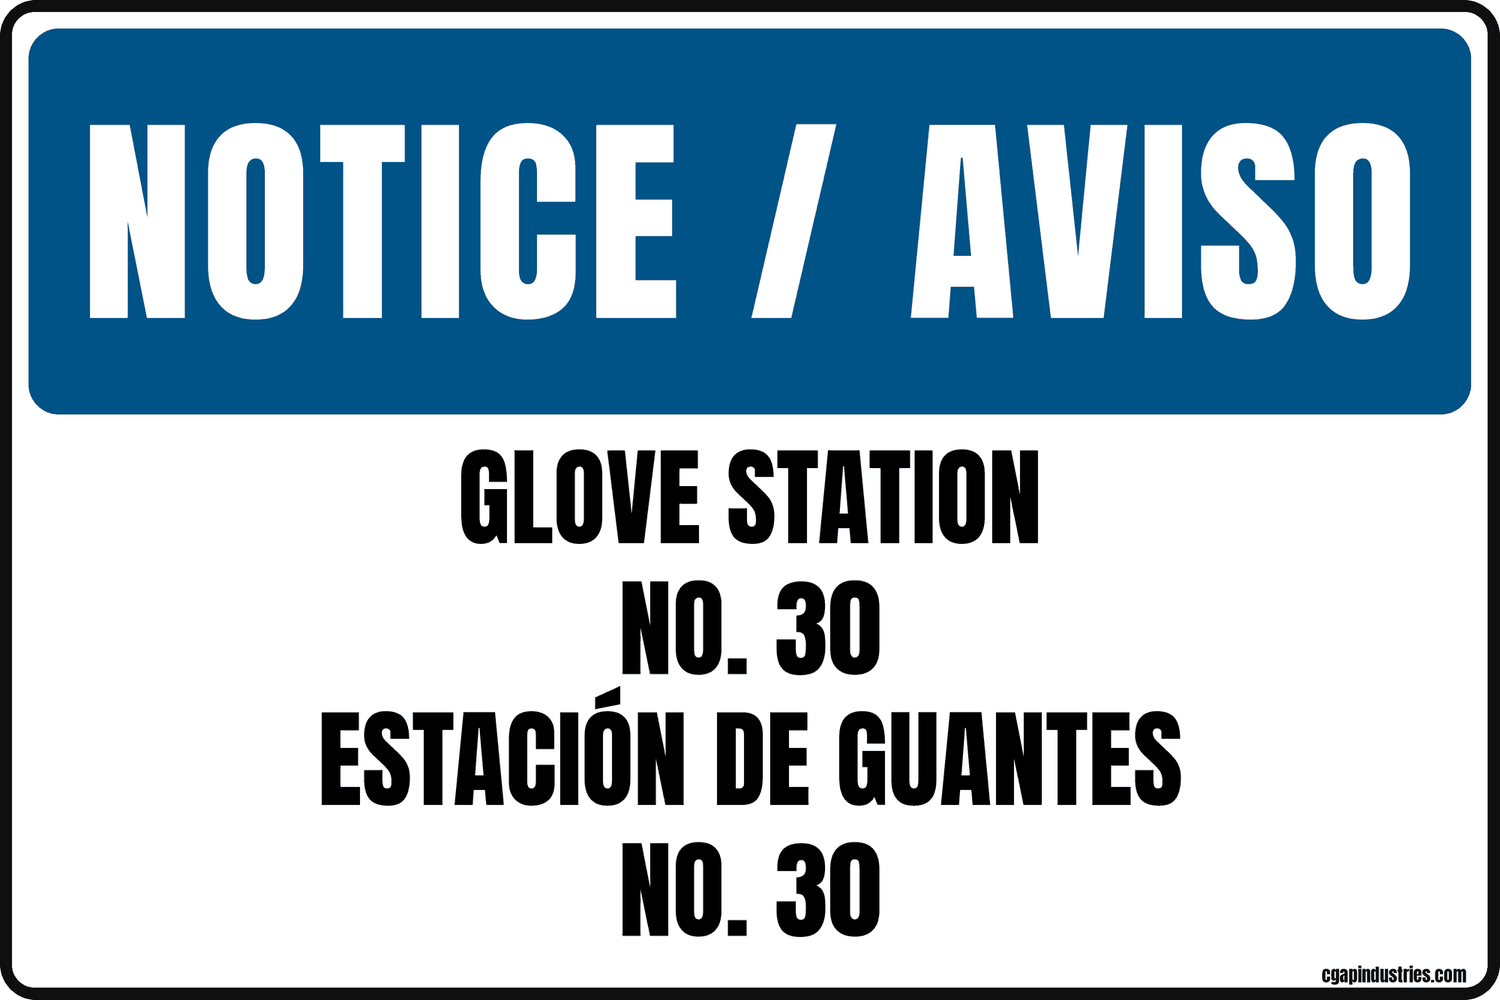 NOTICE / AVISO
GLOVE STATION
NO. 30
ESTACIÓN DE GUANTES
NO. 30
cgapindustries.com